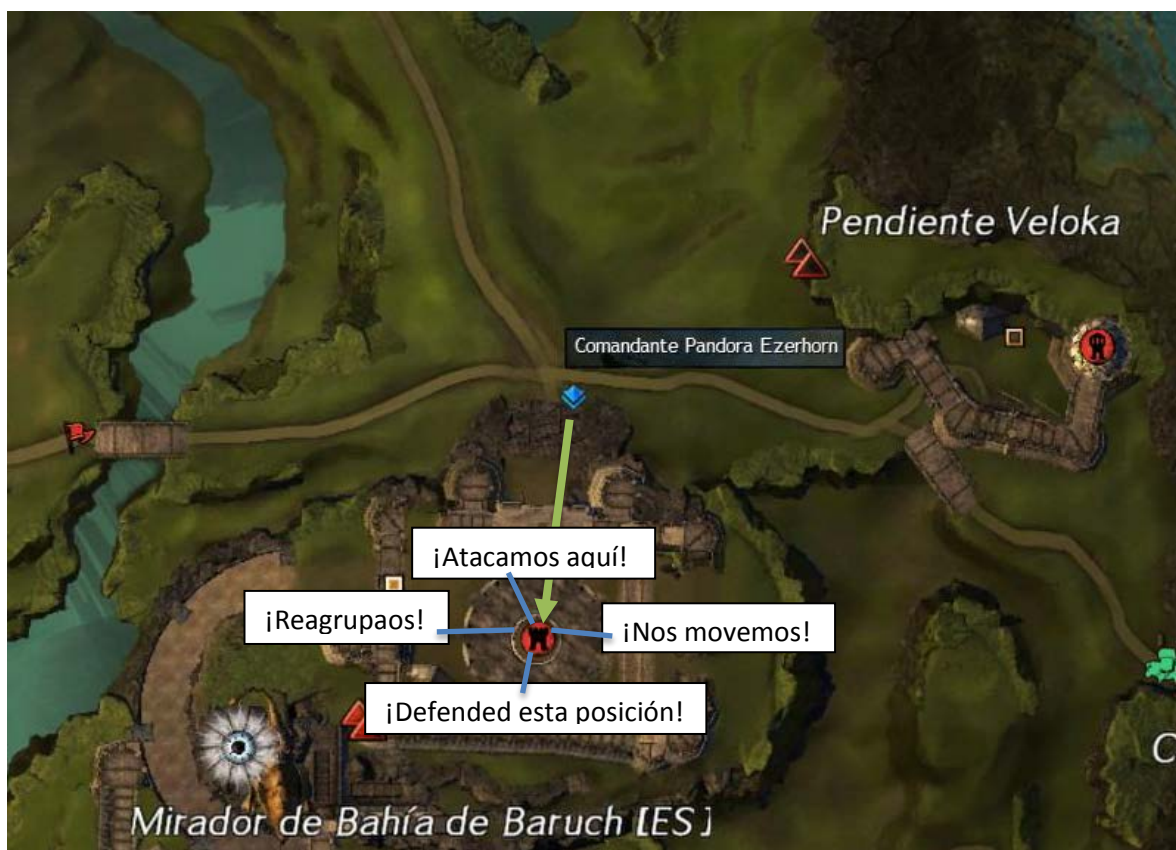 Pendiente Veloka
Comandante Pandora Ezerhorn
¡Atacamos aquí!
¡Reagrupaos!
¡Nos movemos!
¡Defended esta posición!
C
Mirador de Bahía de Baruch [ES]